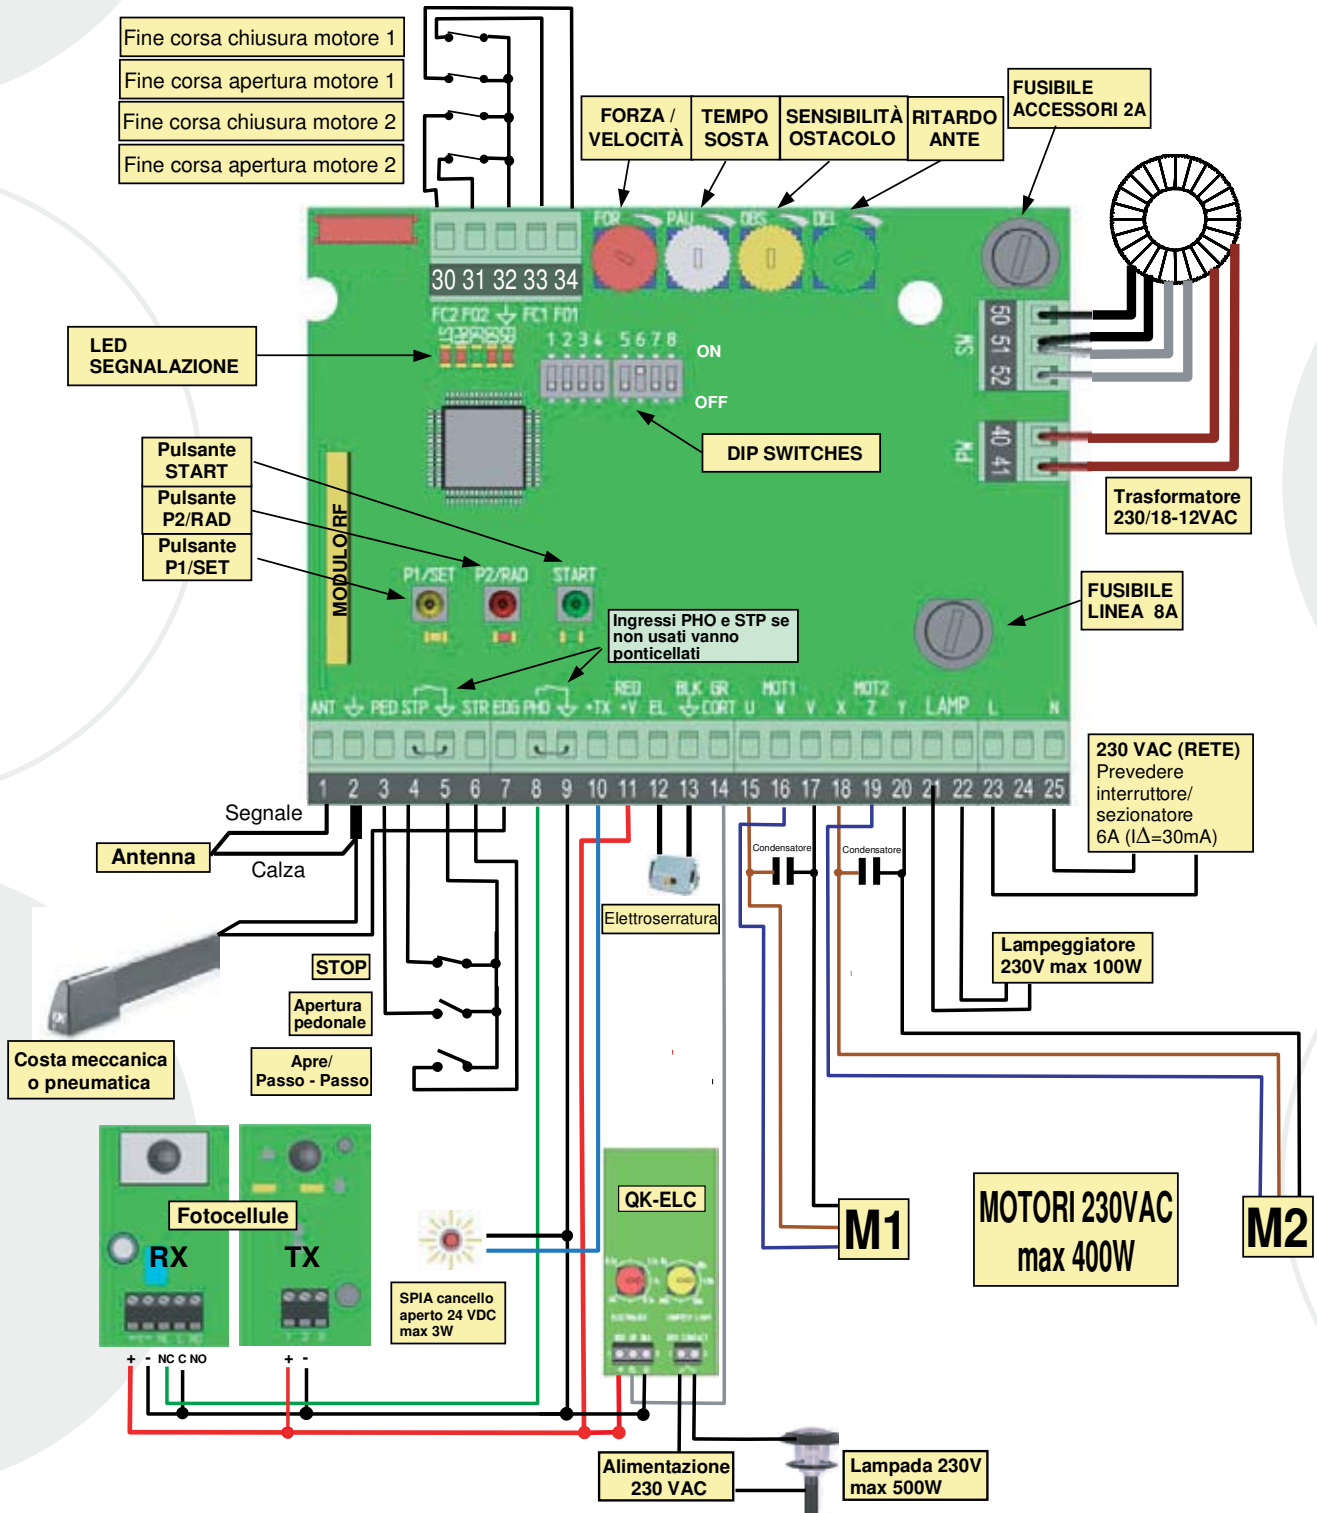 Fine corsa chiusura motore 1
Fine corsa apertura motore 1
Fine corsa chiusura motore 2
Fine corsa apertura motore 2
FORZA /
VELOCITÀ
TEMPO
SOSTA
SENSIBILITÀ
OSTACOLO
RITARDO
ANTE
FUSIBILE
ACCESSORI 2A
FOR
PAU
OBS
DEL
30 31 32 33 34
FC2 FO2 FC1 FO1
LED
SEGNALAZIONE
1 2 3 4 5 6 7 8
ON
OFF
DIP SWITCHES
50 51 52
SW
40 41
PW
Trasformatore
230/18-12VAC
Pulsante
START
Pulsante
P2/RAD
Pulsante
P1/SET
MODULO RF
P1/SET P2/RAD START
FUSIBILE
LINEA 8A
Ingressi PHO e STP se
non usati vanno
ponticellati
RED BLK GR MOT1 MOT2
ANT PED STP STR EDG PHO +TX +V EL CORT U W V X Z Y LAMP L N
1 2 3 4 5 6 7 8 9 10 11 12 13 14 15 16 17 18 19 20 21 22 23 24 25
230 VAC (RETE)
Prevedere
interruttore/
sezionatore
6A (IΔ=30mA)
Segnale
Antenna
Calza
Condensatore
Condensatore
Elettroserratura
Lampeggiatore
230V max 100W
STOP
Apertura
pedonale
Apre/
Passo - Passo
Costa meccanica
o pneumatica
Fotocellule
RX
TX
+ - NC C NO
+ -
SPIA cancello
aperto 24 VDC
max 3W
QK-ELC
M1
MOTORI 230VAC
max 400W
M2
Alimentazione
230 VAC
Lampada 230V
max 500W